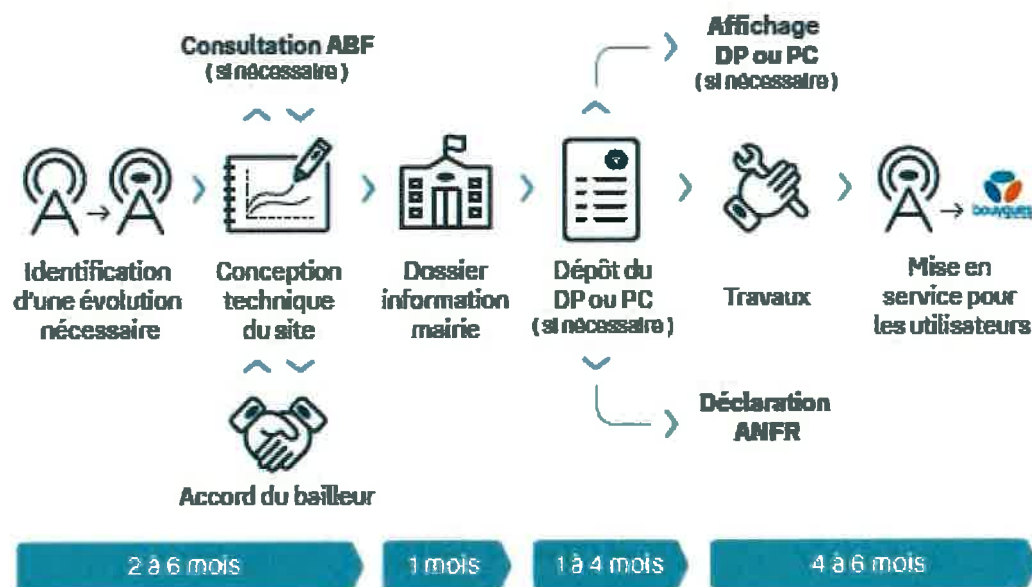 Consultation ABF
(si nécessaire)
Affichage
DP ou PC
(si nécessaire)
bouygues
Identification
d'une évolution
nécessaire
Conception
technique
du site
Dossier
information
mairie
Dépôt du
DP ou PC
(si nécessaire)
Travaux
Mise en
service pour
les utilisateurs
Déclaration
ANFR
Accord du bailleur
2 à 6 mois
1 mois
1 à 4 mois
4 à 6 mois